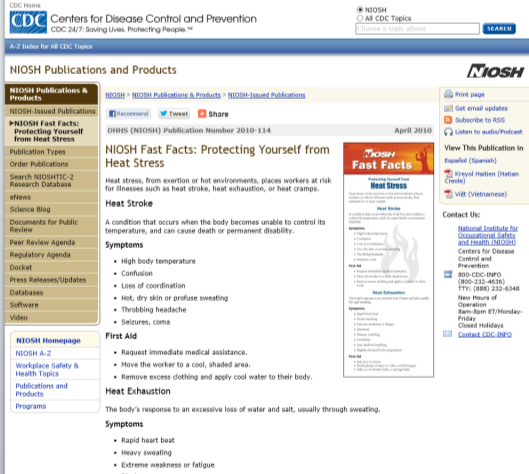 CDC Home
CDC
Centers for Disease Control and Prevention
CDC 24/7: Saving Lives. Protecting People.™
NIOSH
All CDC Topics
Choose a topic above
SEARCH
A-Z Index for All CDC Topics
NIOSH Publications and Products
NIOSH
NIOSH Publications &
Products
NIOSH-Issued Publications
NIOSH Fast Facts:
Protecting Yourself
from Heat Stress
Publication Types
Order Publications
Search NIOSHTIC-2
Research Database
eNews
Science Blog
Documents for Public
Review
Peer Review Agenda
Regulatory Agenda
Docket
Press Releases/Updates
Databases
Software
Video
NIOSH Homepage
NIOSH A-Z
Workplace Safety &
Health Topics
Publications and
Products
Programs
NIOSH > NIOSH Publications & Products > NIOSH-Issued Publications
Recommend
Tweet
Share
DHHS (NIOSH) Publication Number 2010-114
April 2010
NIOSH Fast Facts: Protecting Yourself from
Heat Stress
Heat stress, from exertion or hot environments, places workers at risk
for illnesses such as heat stroke, heat exhaustion, or heat cramps.
Heat Stroke
A condition that occurs when the body becomes unable to control its
temperature, and can cause death or permanent disability.
Symptoms
• High body temperature
• Confusion
• Loss of coordination
• Hot, dry skin or profuse sweating
• Throbbing headache
• Seizures, coma
First Aid
• Request immediate medical assistance.
• Move the worker to a cool, shaded area.
• Remove excess clothing and apply cool water to their body.
Heat Exhaustion
The body's response to an excessive loss of water and salt, usually through sweating.
Symptoms
• Rapid heart beat
• Heavy sweating
• Extreme weakness or fatigue
NIOSH
Fast Facts
Protecting Yourself from
Heat Stress
Heat Stroke
Symptoms
First Aid
Heat Exhaustion
Symptoms
First Aid
Print page
Get email updates
Subscribe to RSS
Listen to audio/Podcast
View This Publication in
Español (Spanish)
Kreyol Haitien (Hatian
Creole)
Việt (Vietnamese)
Contact Us:
National Institute for
Occupational Safety
and Health (NIOSH)
Centers for Disease
Control and
Prevention
800-CDC-INFO
(800-232-4636)
TTY: (888) 232-6348
New Hours of
Operation
8am-8pm ET/Monday-
Friday
Closed Holidays
Contact CDC-INFO